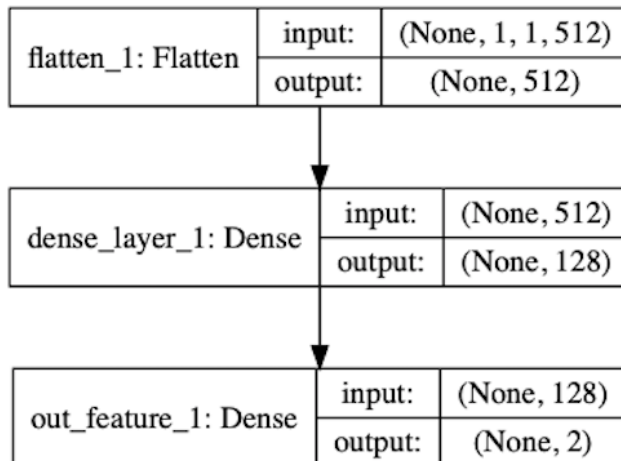 flatten_1: Flatten
input: (None, 1, 1, 512)
output: (None, 512)
dense_layer_1: Dense
input: (None, 512)
output: (None, 128)
out_feature_1: Dense
input: (None, 128)
output: (None, 2)